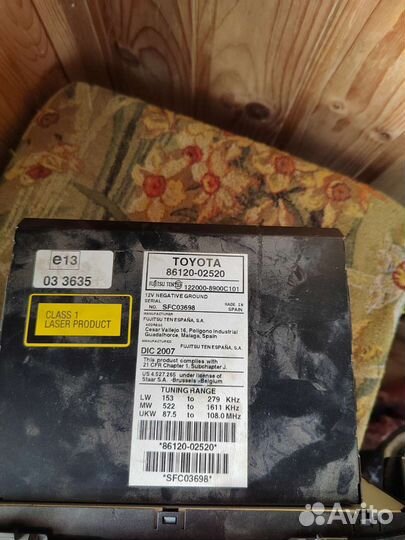 e13
03 3635
CLASS 1
LASER PRODUCT
TOYOTA
86120-02520
FUJITSU TEN 122000-8900C101
12V NEGATIVE GROUND
SERIAL
NO. SFC03698
MADE IN
SPAIN
MANUFACTURER
FUJITSU TEN ESPAÑA, S.A.
ADDRESS
Cesar Vallejo 16, Poligono Industrial
Guadalhorce, Malaga, Spain
MANUFACTURED
FUJITSU TEN ESPAÑA, S.A.
DIC 2007
This product complies with
21 CFR Chapter 1, Subchapter J.
US 4,527,265 under license of
Staar S.A. -Brussels-Belgium
TUNING RANGE
LW 153 to 279 KHz
MW 522 to 1611 KHz
UKW 87.5 to 108.0 MHz
*86120-02520*
*SFC03698*
Avito